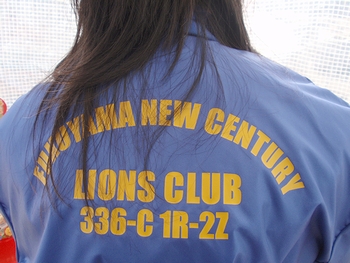 FUKUYAMA NEW CENTURY
LIONS CLUB
336-C 1R-2Z